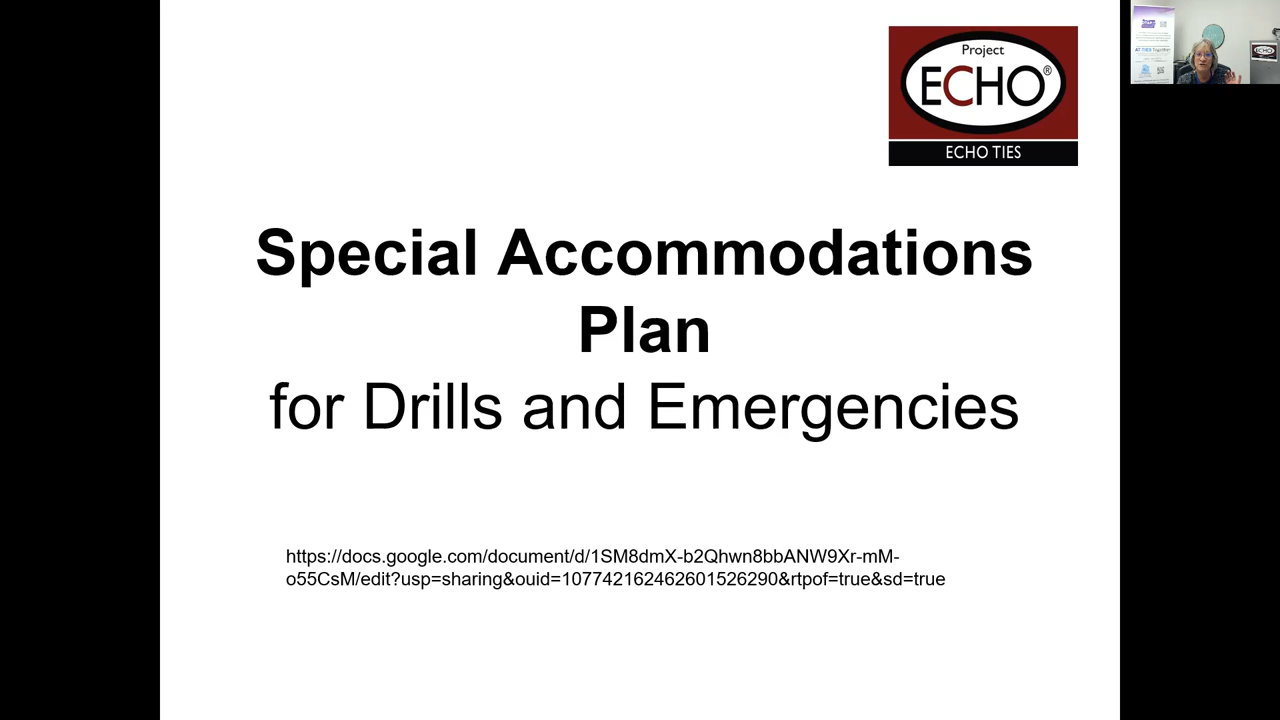 Project
ECHO®
ECHO TIES
Special Accommodations
Plan
for Drills and Emergencies
https://docs.google.com/document/d/1SM8dmX-b2Qhwn8bbANW9Xr-mM-
o55CsM/edit?usp=sharing&ouid=107742162462601526290&rtpof=true&sd=true
ECHO